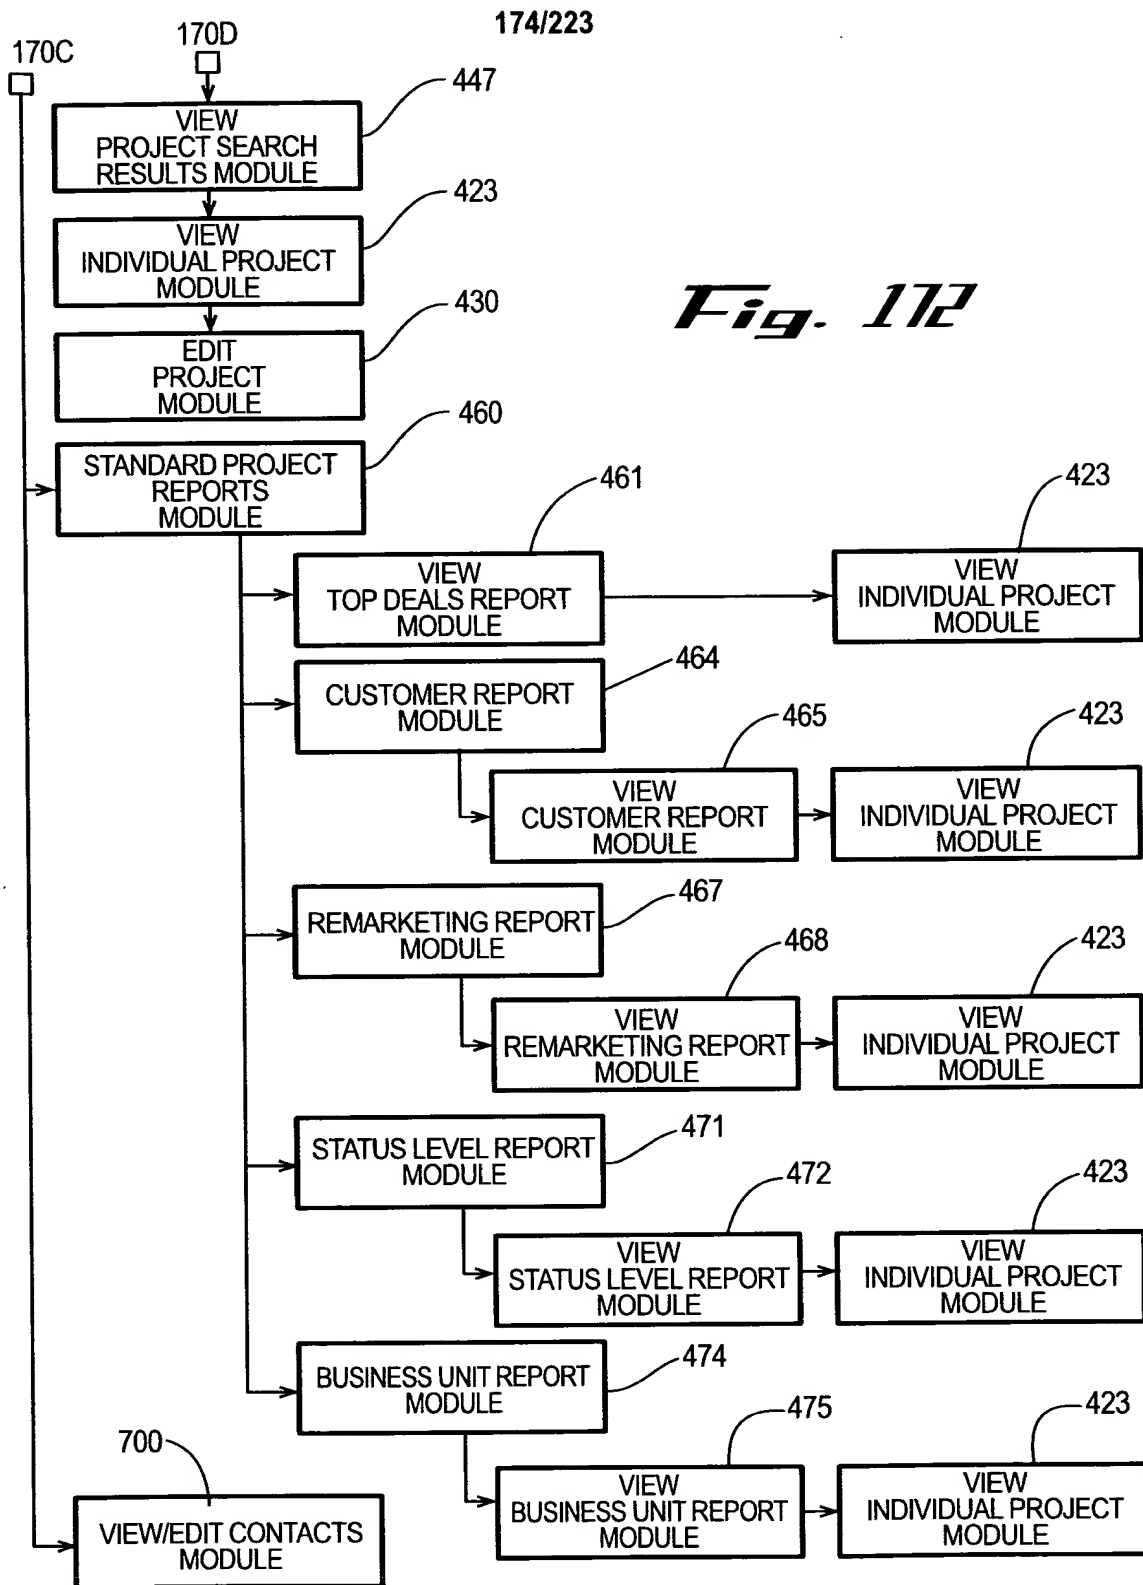 174/223
170C
170D
447
VIEW
PROJECT SEARCH
RESULTS MODULE
423
VIEW
INDIVIDUAL PROJECT
MODULE
Fig. 172
430
EDIT
PROJECT
MODULE
460
STANDARD PROJECT
REPORTS
MODULE
461
VIEW
TOP DEALS REPORT
MODULE
423
VIEW
INDIVIDUAL PROJECT
MODULE
464
CUSTOMER REPORT
MODULE
465
VIEW
CUSTOMER REPORT
MODULE
423
VIEW
INDIVIDUAL PROJECT
MODULE
467
REMARKETING REPORT
MODULE
468
VIEW
REMARKETING REPORT
MODULE
423
VIEW
INDIVIDUAL PROJECT
MODULE
471
STATUS LEVEL REPORT
MODULE
472
VIEW
STATUS LEVEL REPORT
MODULE
423
VIEW
INDIVIDUAL PROJECT
MODULE
474
BUSINESS UNIT REPORT
MODULE
475
VIEW
BUSINESS UNIT REPORT
MODULE
423
VIEW
INDIVIDUAL PROJECT
MODULE
700
VIEW/EDIT CONTACTS
MODULE